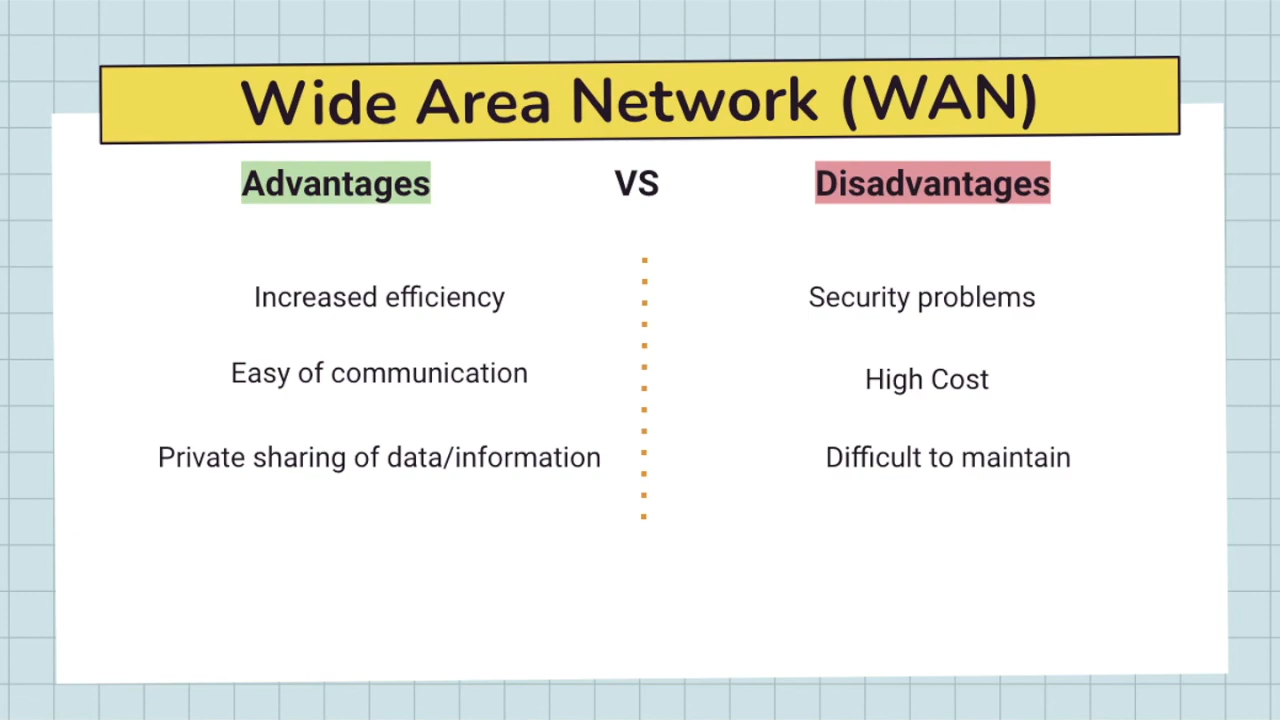 Wide Area Network (WAN)
Advantages VS Disadvantages
Increased efficiency
Security problems
Easy of communication
High Cost
Private sharing of data/information
Difficult to maintain